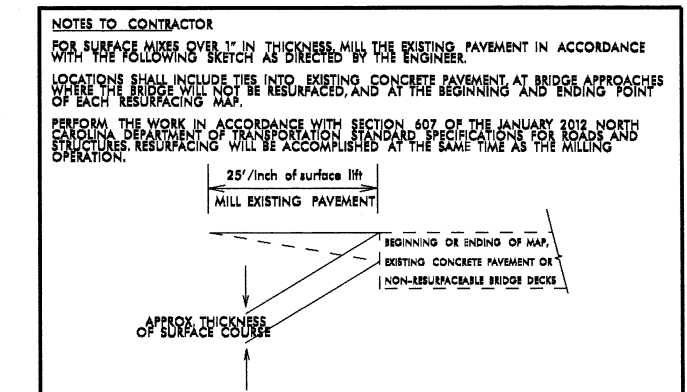 NOTES TO CONTRACTOR
FOR SURFACE MIXES OVER 1" IN THICKNESS, MILL THE EXISTING PAVEMENT IN ACCORDANCE
WITH THE FOLLOWING SKETCH AS DIRECTED BY THE ENGINEER.
LOCATIONS SHALL INCLUDE TIES INTO EXISTING CONCRETE PAVEMENT, AT BRIDGE APPROACHES
WHERE THE BRIDGE WILL NOT BE RESURFACED, AND AT THE BEGINNING AND ENDING POINT
OF EACH RESURFACING MAP.
PERFORM THE WORK IN ACCORDANCE WITH SECTION 607 OF THE JANUARY 2012 NORTH
CAROLINA DEPARTMENT OF TRANSPORTATION STANDARD SPECIFICATIONS FOR ROADS AND
STRUCTURES. RESURFACING WILL BE ACCOMPLISHED AT THE SAME TIME AS THE MILLING
OPERATION.
25'/inch of surface lift
MILL EXISTING PAVEMENT
BEGINNING OR ENDING OF MAP,
EXISTING CONCRETE PAVEMENT OR
NON-RESURFACEABLE BRIDGE DECKS
APPROX. THICKNESS
OF SURFACE COURSE